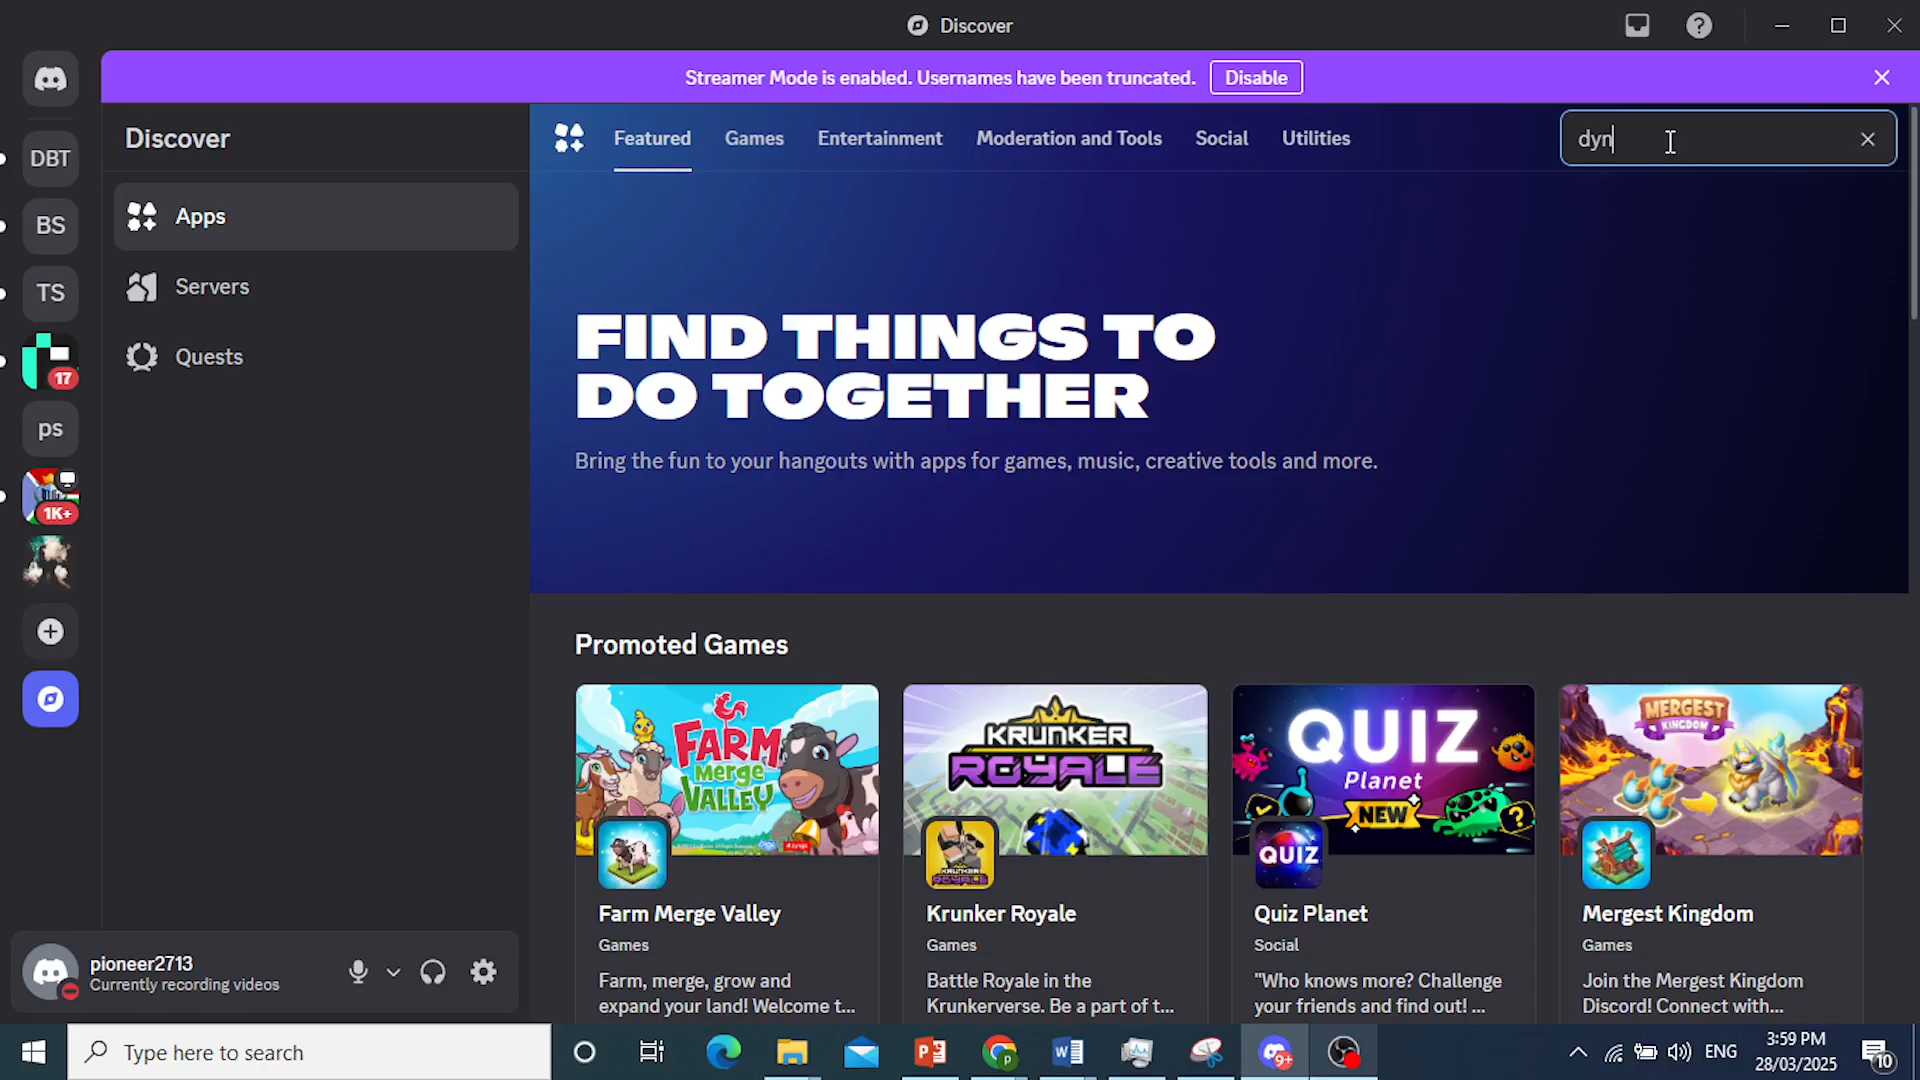 Discover
Streamer Mode is enabled. Usernames have been truncated. Disable
Discover
Featured Games Entertainment Moderation and Tools Social Utilities
dyn
DBT
BS
TS
17
ps
1K+
Apps
Servers
Quests
FIND THINGS TO
DO TOGETHER
Bring the fun to your hangouts with apps for games, music, creative tools and more.
Promoted Games
FARM
Merge
VALLEY
Farm Merge Valley
Games
Farm, merge, grow and
expand your land! Welcome t...
KRUNKER
ROYALE
Krunker Royale
Games
Battle Royale in the
Krunkerverse. Be a part of t...
QUIZ
Planet
NEW
QUIZ
Quiz Planet
Social
"Who knows more? Challenge
your friends and find out! ...
MERGEST
KINGDOM
Mergest Kingdom
Games
Join the Mergest Kingdom
Discord! Connect with...
pioneer2713
Currently recording videos
Type here to search
9+
ENG
3:59 PM
28/03/2025
10